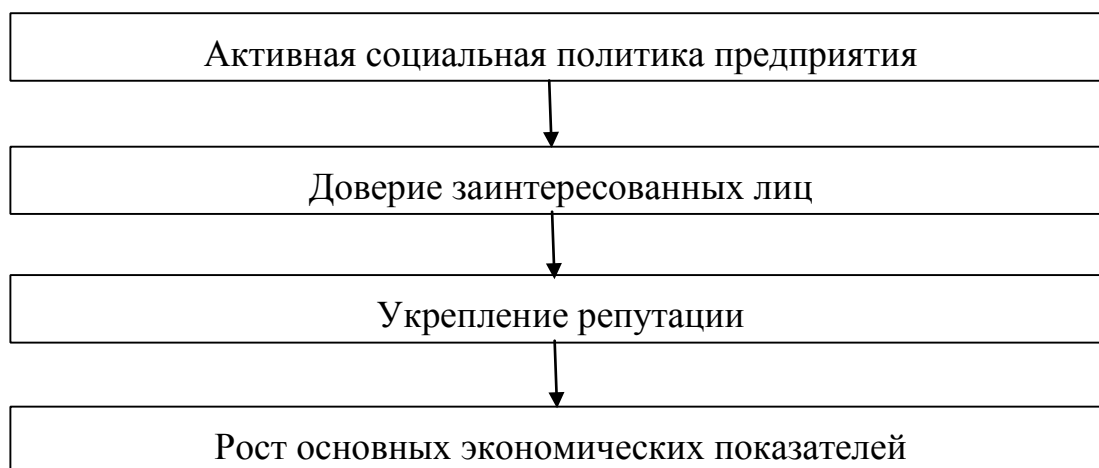 Активная социальная политика предприятия
Доверие заинтересованных лиц
Укрепление репутации
Рост основных экономических показателей